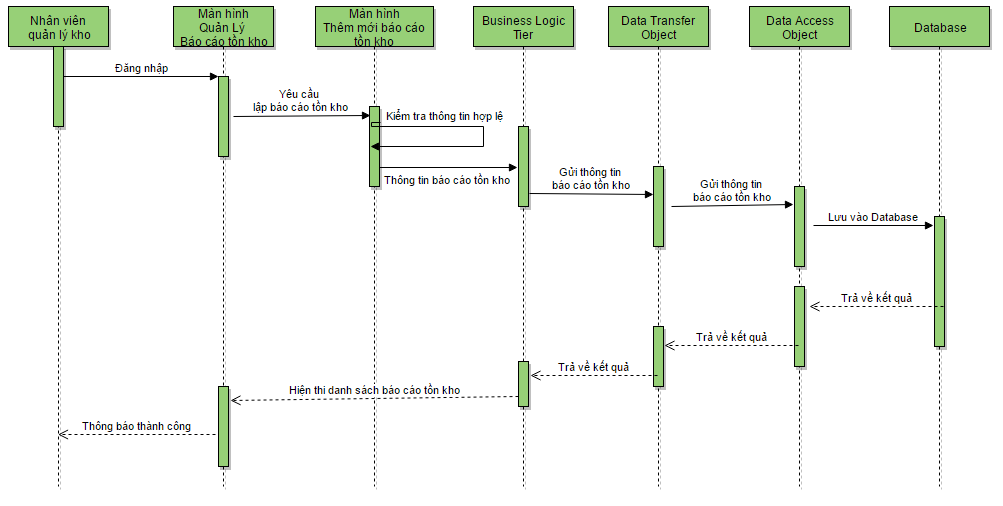 Nhân viên
quản lý kho
Màn hình
Quản Lý
Báo cáo tồn kho
Màn hình
Thêm mới báo cáo
tồn kho
Business Logic
Tier
Data Transfer
Object
Data Access
Object
Database
Đăng nhập
Yêu cầu
lập báo cáo tồn kho
Kiểm tra thông tin hợp lệ
Thông tin báo cáo tồn kho
Gửi thông tin
báo cáo tồn kho
Gửi thông tin
báo cáo tồn kho
Lưu vào Database
Trả về kết quả
Trả về kết quả
Trả về kết quả
Hiện thi danh sách báo cáo tồn kho
Thông báo thành công